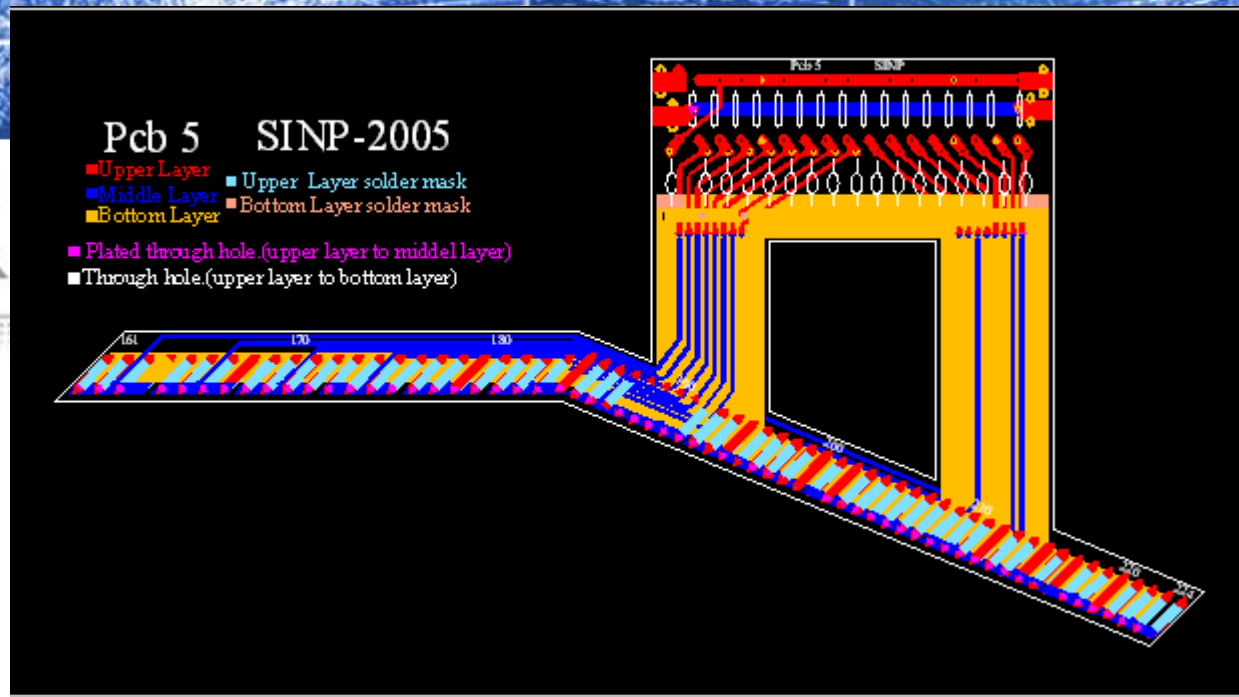 Pcb 5 SINP
Pcb 5 SINP-2005
Upper Layer
Middle Layer
Bottom Layer
Upper Layer solder mask
Bottom Layer solder mask
Plated through hole.(upper layer to middel layer)
Through hole.(upper layer to bottom layer)
161 170 180
200
220
224